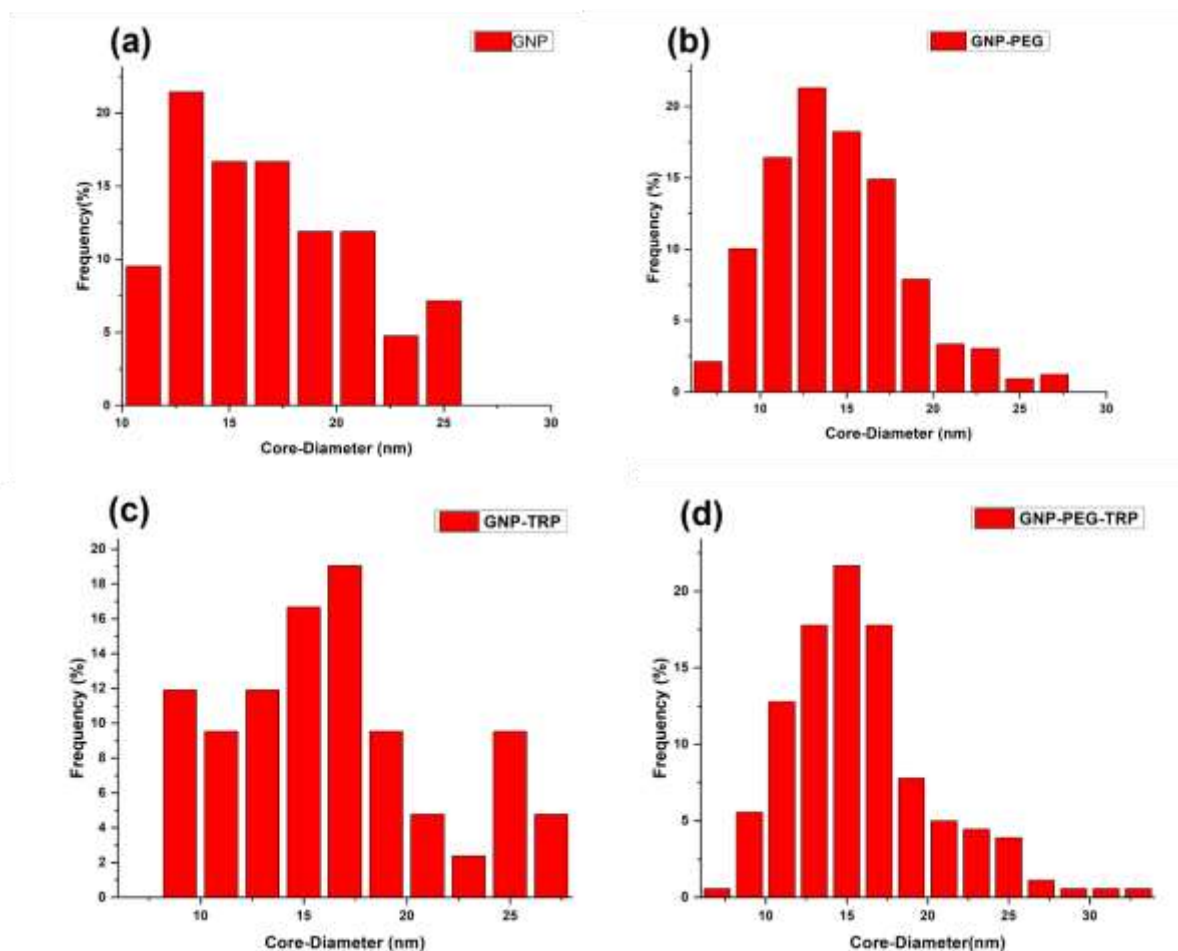 (a)
GNP
Frequency(%)
20
15
10
5
0
10 15 20 25 30
Core-Diameter (nm)
(b)
GNP-PEG
Frequency (%)
20
15
10
5
0
10 15 20 25 30
Core-Diameter (nm)
(c)
GNP-TRP
Frequency (%)
20
18
16
14
12
10
8
6
4
2
0
10 15 20 25
Core-Diameter (nm)
(d)
GNP-PEG-TRP
Frequency (%)
20
15
10
5
0
10 15 20 25 30
Core-Diameter(nm)